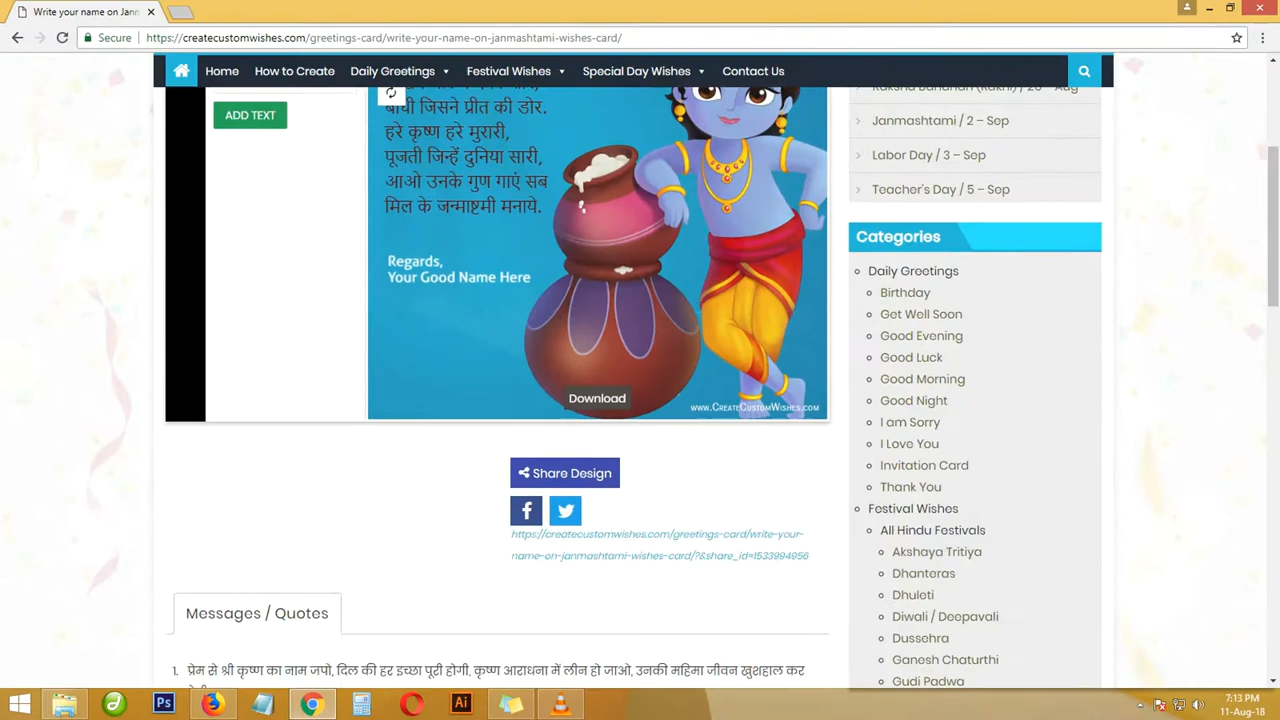 Write your name on Janm
Secure
https://createcustomwishes.com/greetings-card/write-your-name-on-janmashtami-wishes-card/
Home
How to Create
Daily Greetings
Festival Wishes
Special Day Wishes
Contact Us
ADD TEXT
बांधी जिसने प्रीत की डोर.
हरे कृष्ण हरे मुरारी,
पूजती जिन्हें दुनिया सारी,
आओ उनके गुण गाएं सब
मिल के जन्माष्टमी मनाये.
Regards,
Your Good Name Here
Download
www.CreateCustomWishes.com
Share Design
https://createcustomwishes.com/greetings-card/write-your-
name-on-janmashtami-wishes-card/?&share_id=1533994956
Messages / Quotes
1. प्रेम से श्री कृष्ण का नाम जपो, दिल की हर इच्छा पूरी होगी, कृष्ण आराधना में लीन हो जाओ, उनकी महिमा जीवन खुशहाल कर
Raksha Bandhan (Rakhi) / 26 – Aug
Janmashtami / 2 – Sep
Labor Day / 3 – Sep
Teacher's Day / 5 – Sep
Categories
Daily Greetings
Birthday
Get Well Soon
Good Evening
Good Luck
Good Morning
Good Night
I am Sorry
I Love You
Invitation Card
Thank You
Festival Wishes
All Hindu Festivals
Akshaya Tritiya
Dhanteras
Dhuleti
Diwali / Deepavali
Dussehra
Ganesh Chaturthi
Gudi Padwa
Ps
Ai
7:13 PM
11-Aug-18